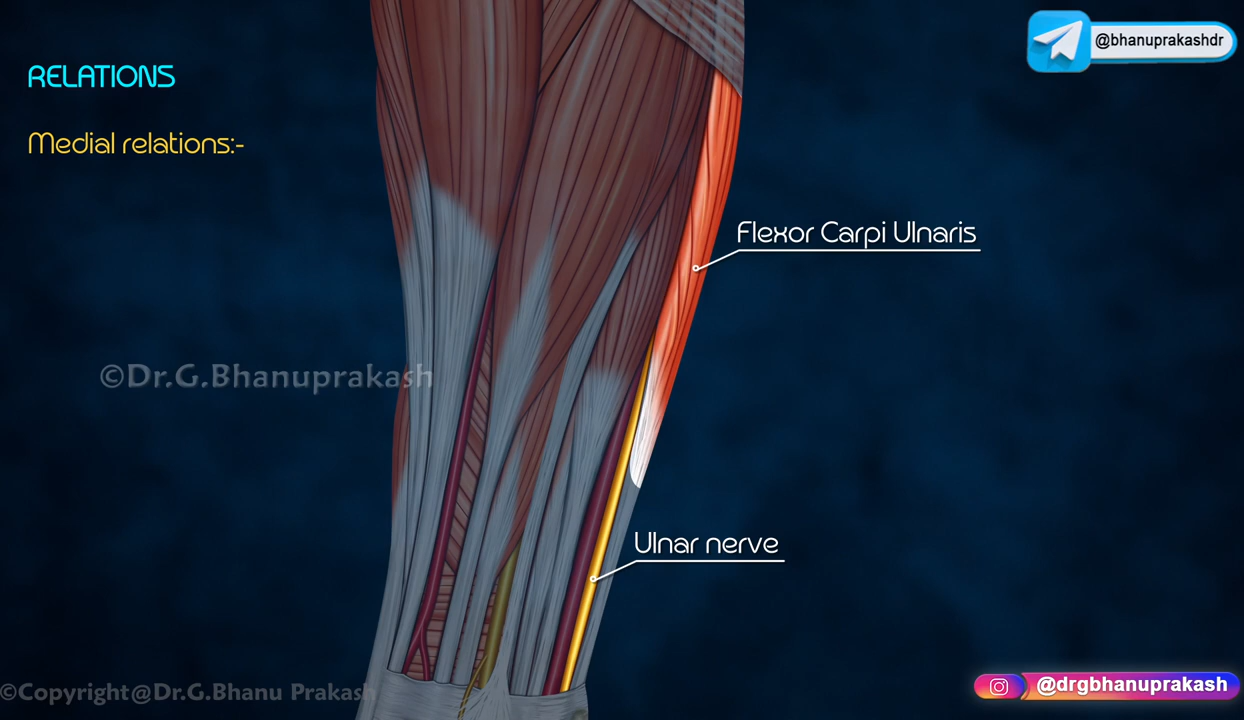 @bhanuprakashdr
RELATIONS
Medial relations:-
Flexor Carpi Ulnaris
©Dr.G.Bhanuprakash
Ulnar nerve
©Copyright@Dr.G.Bhanu Prakash
@drgbhanuprakash